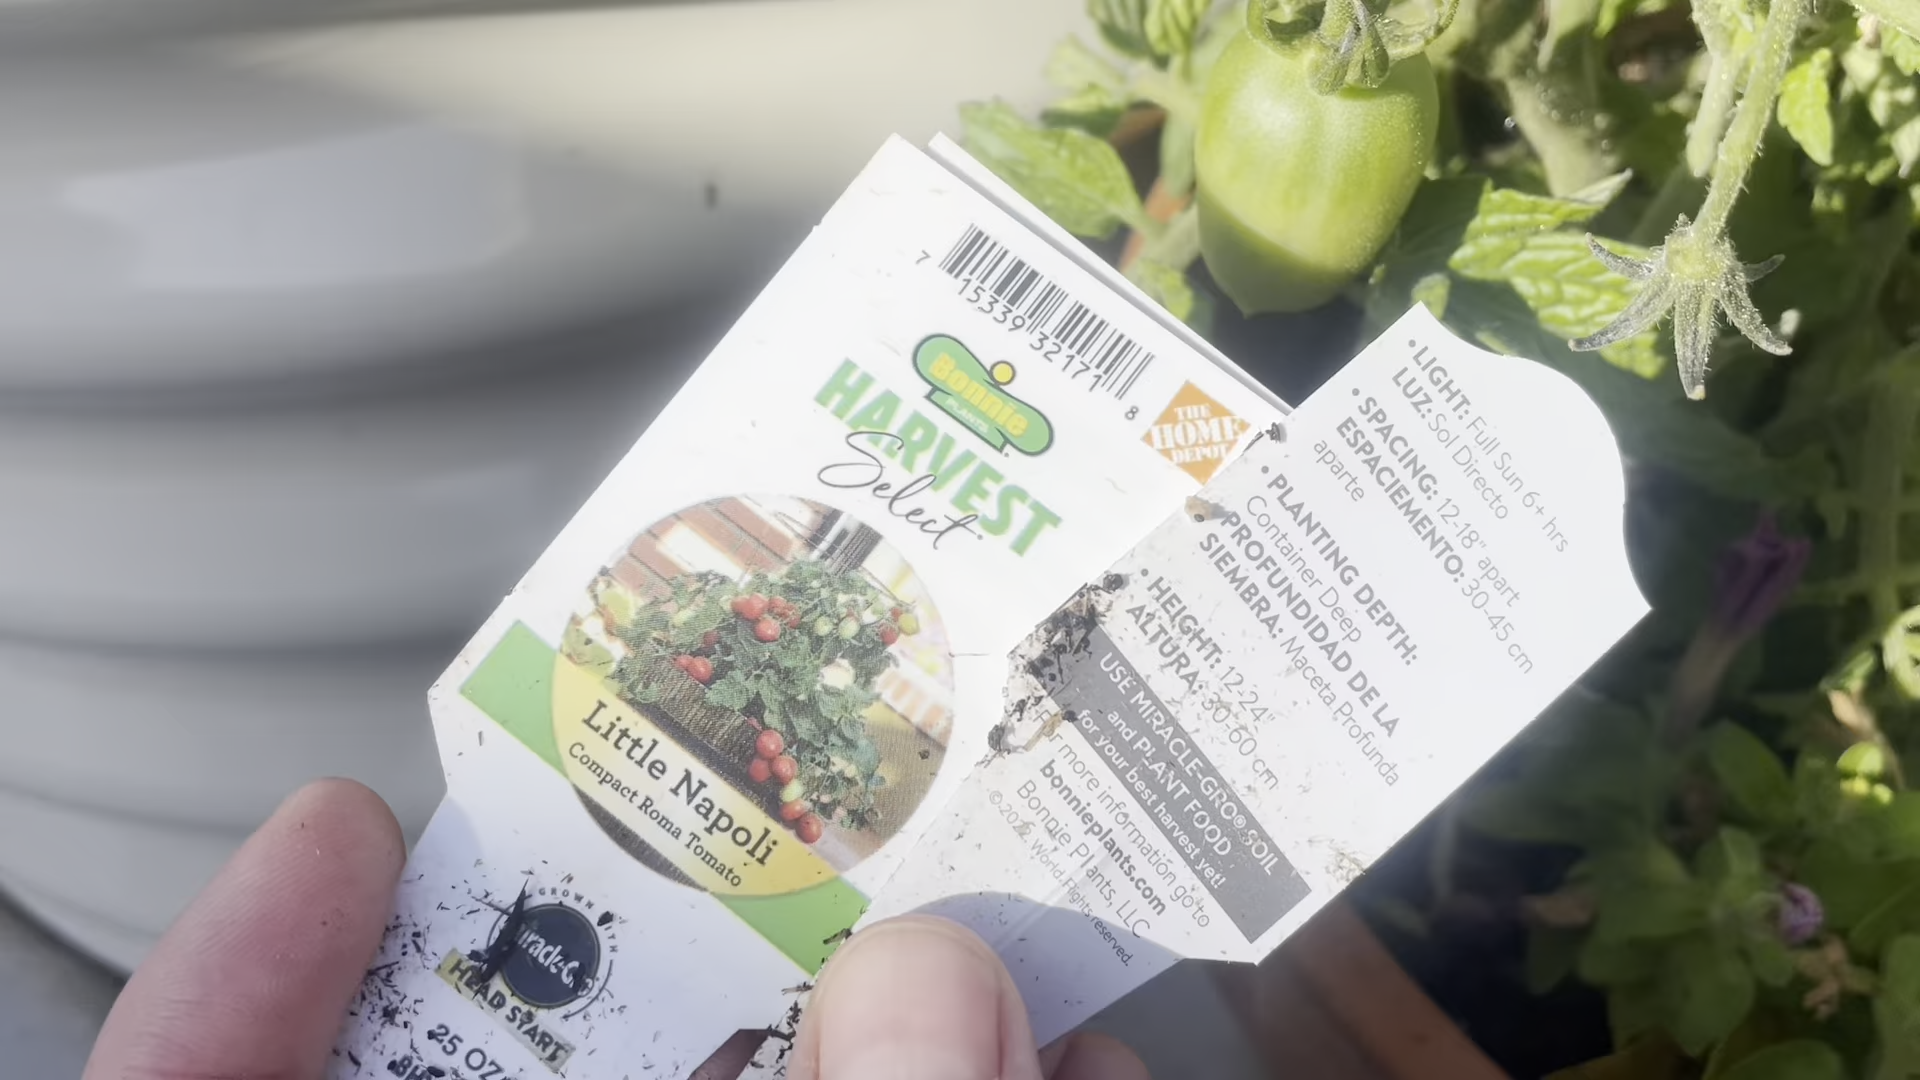 7 15339 32171 8
Bonnie
PLANTS
HARVEST
Select
THE
HOME
DEPOT
Little Napoli
Compact Roma Tomato
GROWN WITH
HEAD START
25 OZ
• LIGHT: Full Sun 6+ hrs
LUZ: Sol Directo
• SPACING: 12-18" apart
ESPACIEMENTO: 30-45 cm
aparte
• PLANTING DEPTH:
Container Deep
PROFUNDIDAD DE LA
SIEMBRA: Maceta Profunda
• HEIGHT: 12-24"
ALTURA: 30-60 cm
USE MIRACLE-GRO® SOIL
and PLANT FOOD
for your best harvest yet!
For more information go to
bonnieplants.com
Bonnie Plants, LLC
World Rights reserved.